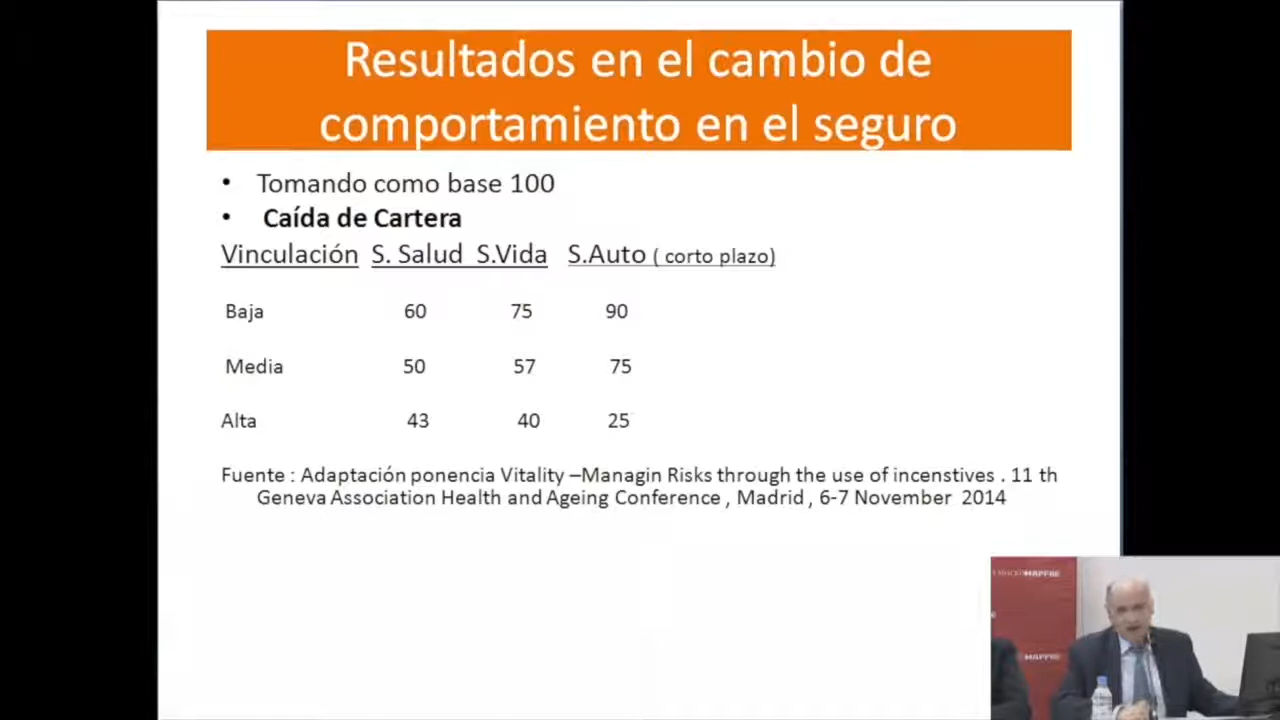 Resultados en el cambio de
comportamiento en el seguro
• Tomando como base 100
• Caída de Cartera
Vinculación S. Salud S.Vida S.Auto ( corto plazo)
Baja 60 75 90
Media 50 57 75
Alta 43 40 25
Fuente : Adaptación ponencia Vitality –Managin Risks through the use of incenstives . 11 th
Geneva Association Health and Ageing Conference , Madrid , 6-7 November 2014
MAPFRE
MAPFRE